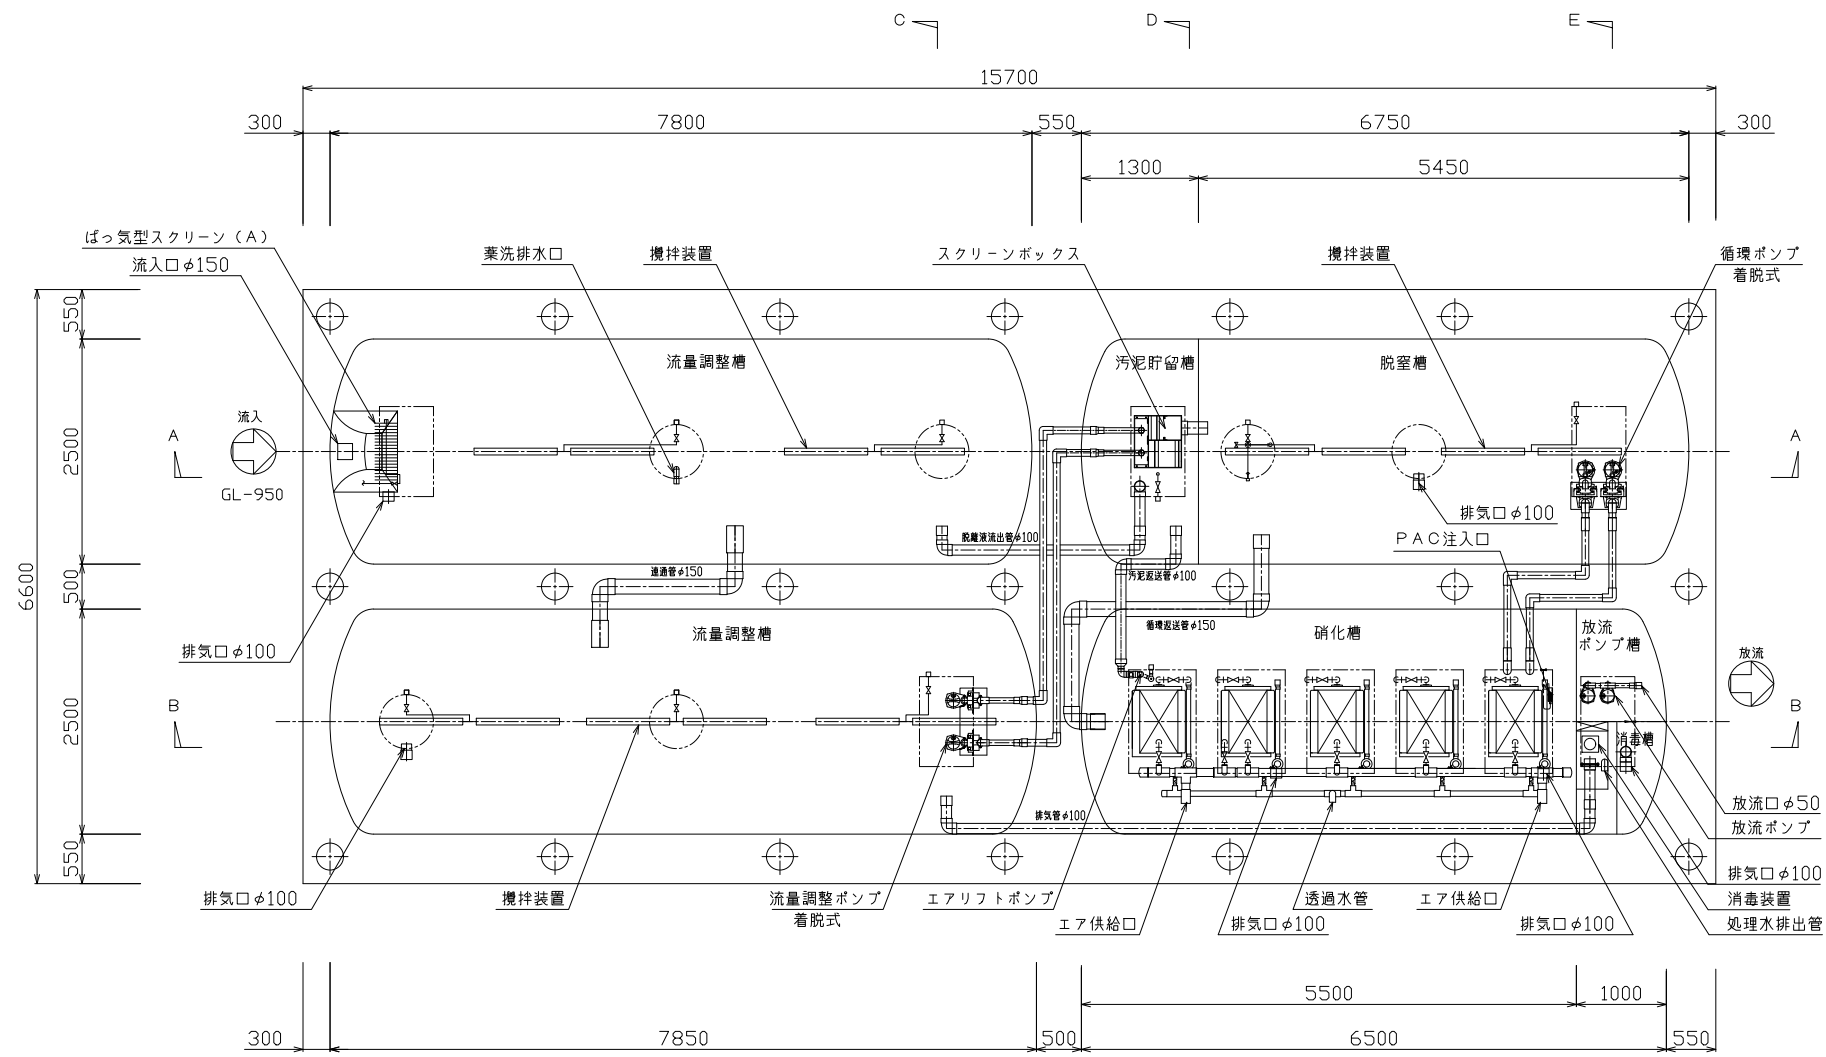 C
D
E
15700
300
7800
550
6750
300
1300
5450
ばっ気型スクリーン（A）
流入口φ150
薬洗排水口
攪拌装置
スクリーンボックス
攪拌装置
循環ポンプ
着脱式
550
流量調整槽
汚泥貯留槽
脱窒槽
流入
A
A
2500
GL-950
排気口φ100
PAC注入口
脱離液流出管φ100
連通管φ150
汚泥返送管φ100
6600
500
循環返送管φ150
流量調整槽
硝化槽
放流
ポンプ槽
排気口φ100
放流
B
B
2500
消毒槽
放流口φ50
排気管φ100
放流ポンプ
550
排気口φ100
排気口φ100
攪拌装置
流量調整ポンプ
着脱式
エアリフトポンプ
透過水管
エア供給口
消毒装置
エア供給口
排気口φ100
排気口φ100
処理水排出管
5500
1000
300
7850
500
6500
550